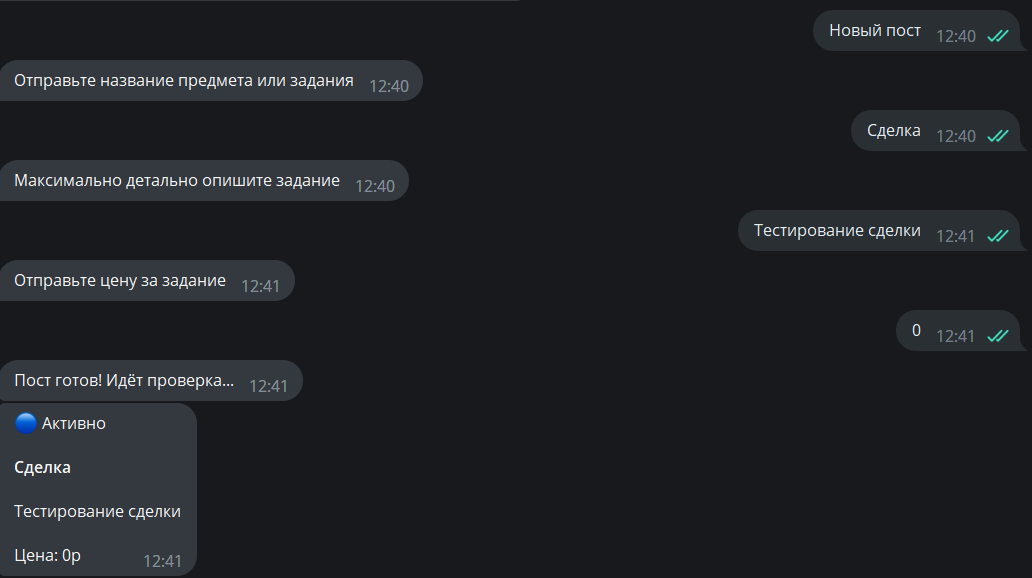 Новый пост 12:40
Отправьте название предмета или задания 12:40
Сделка 12:40
Максимально детально опишите задание 12:40
Тестирование сделки 12:41
Отправьте цену за задание 12:41
0 12:41
Пост готов! Идёт проверка... 12:41
Активно
Сделка
Тестирование сделки
Цена: 0р 12:41